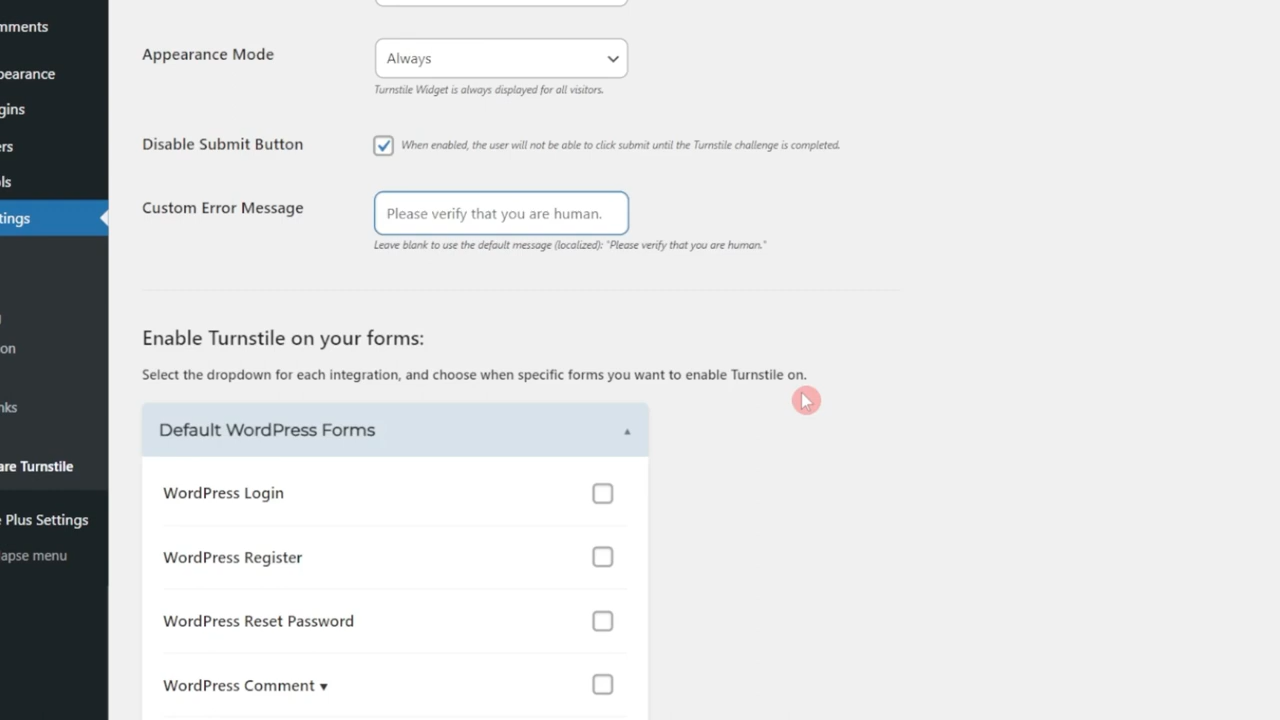 mments
pearance
gins
ers
ols
tings
on
nks
are Turnstile
e Plus Settings
lapse menu
Appearance Mode
Always
Turnstile Widget is always displayed for all visitors.
Disable Submit Button
When enabled, the user will not be able to click submit until the Turnstile challenge is completed.
Custom Error Message
Please verify that you are human.
Leave blank to use the default message (localized): "Please verify that you are human."
Enable Turnstile on your forms:
Select the dropdown for each integration, and choose when specific forms you want to enable Turnstile on.
Default WordPress Forms ▲
WordPress Login
WordPress Register
WordPress Reset Password
WordPress Comment ▾